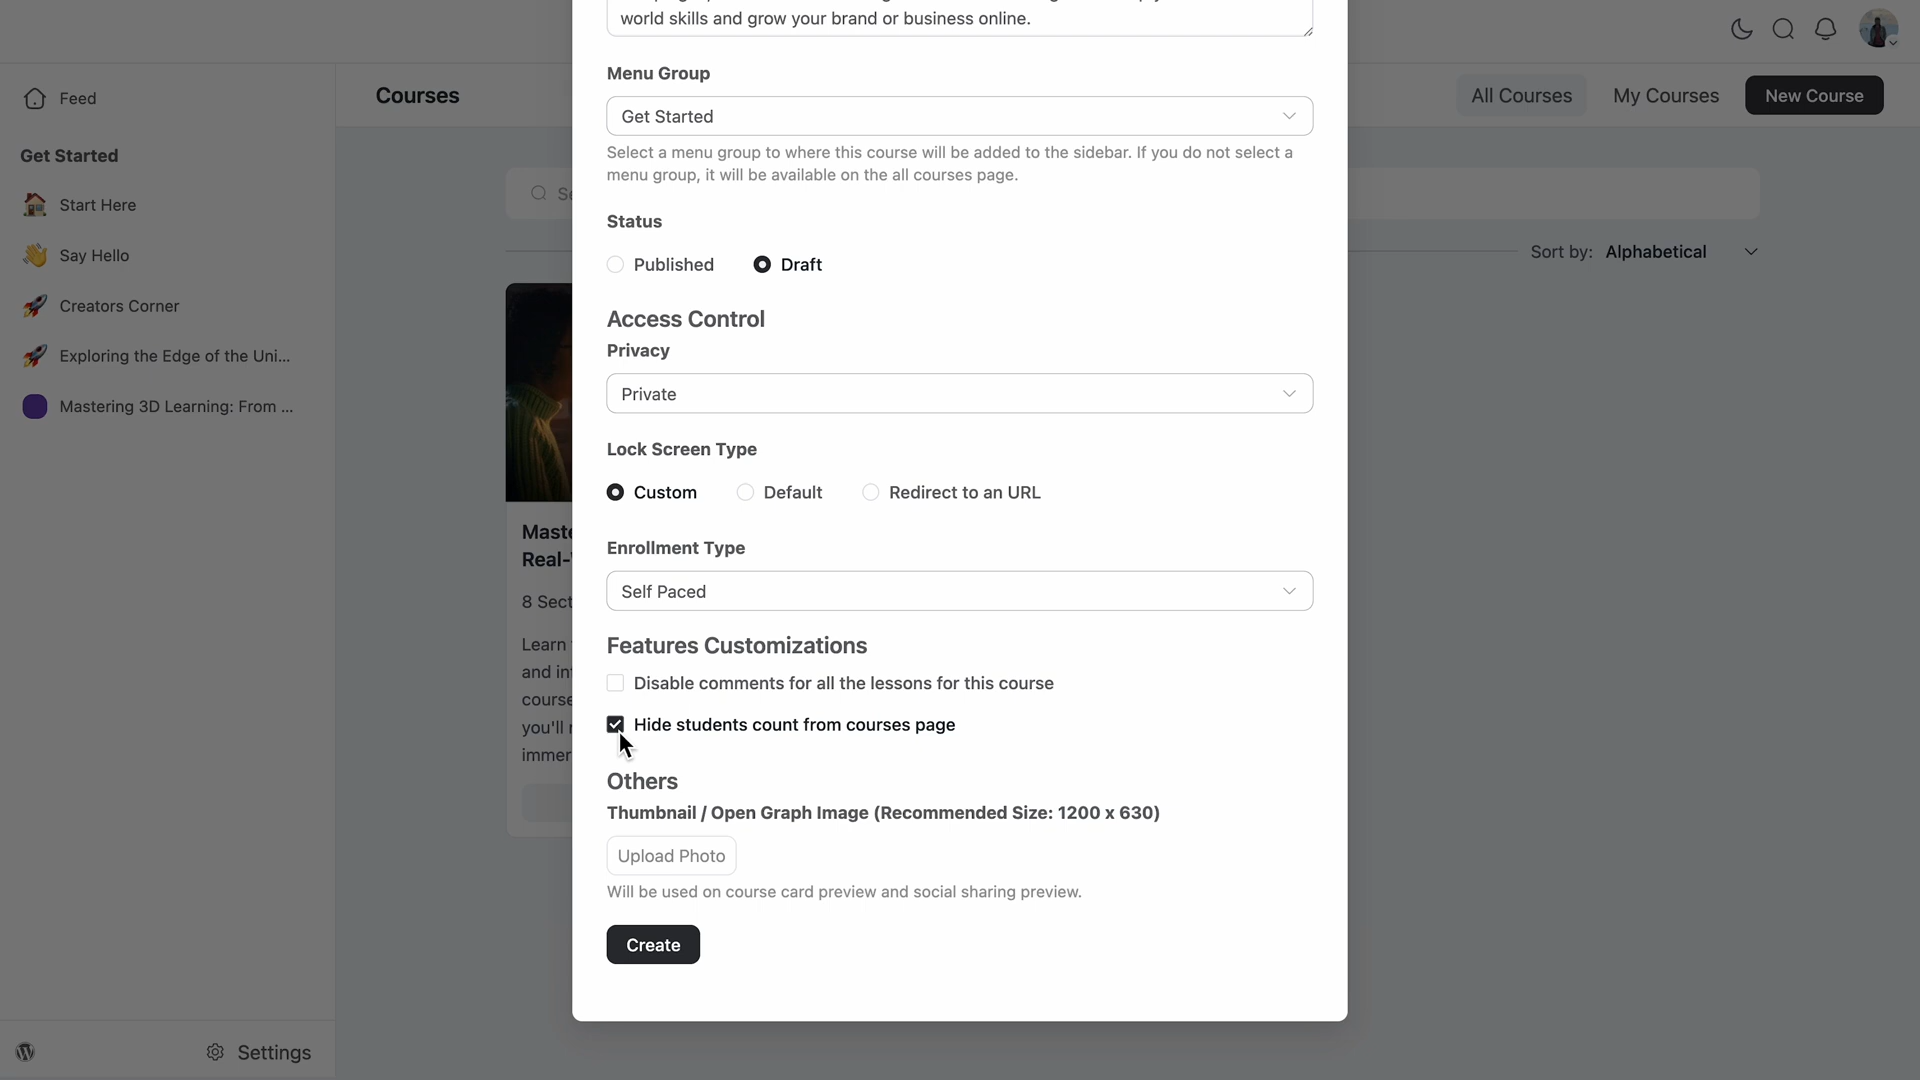 world skills and grow your brand or business online.
Menu Group
Get Started
Select a menu group to where this course will be added to the sidebar. If you do not select a
menu group, it will be available on the all courses page.
Status
Published
Draft
Access Control
Privacy
Private
Lock Screen Type
Custom
Default
Redirect to an URL
Enrollment Type
Self Paced
Features Customizations
Disable comments for all the lessons for this course
Hide students count from courses page
Others
Thumbnail / Open Graph Image (Recommended Size: 1200 x 630)
Upload Photo
Will be used on course card preview and social sharing preview.
Create
Feed
Get Started
Start Here
Say Hello
Creators Corner
Exploring the Edge of the Uni...
Mastering 3D Learning: From ...
Settings
Courses
All Courses
My Courses
New Course
Sort by: Alphabetical
8
Learn
and
you'll